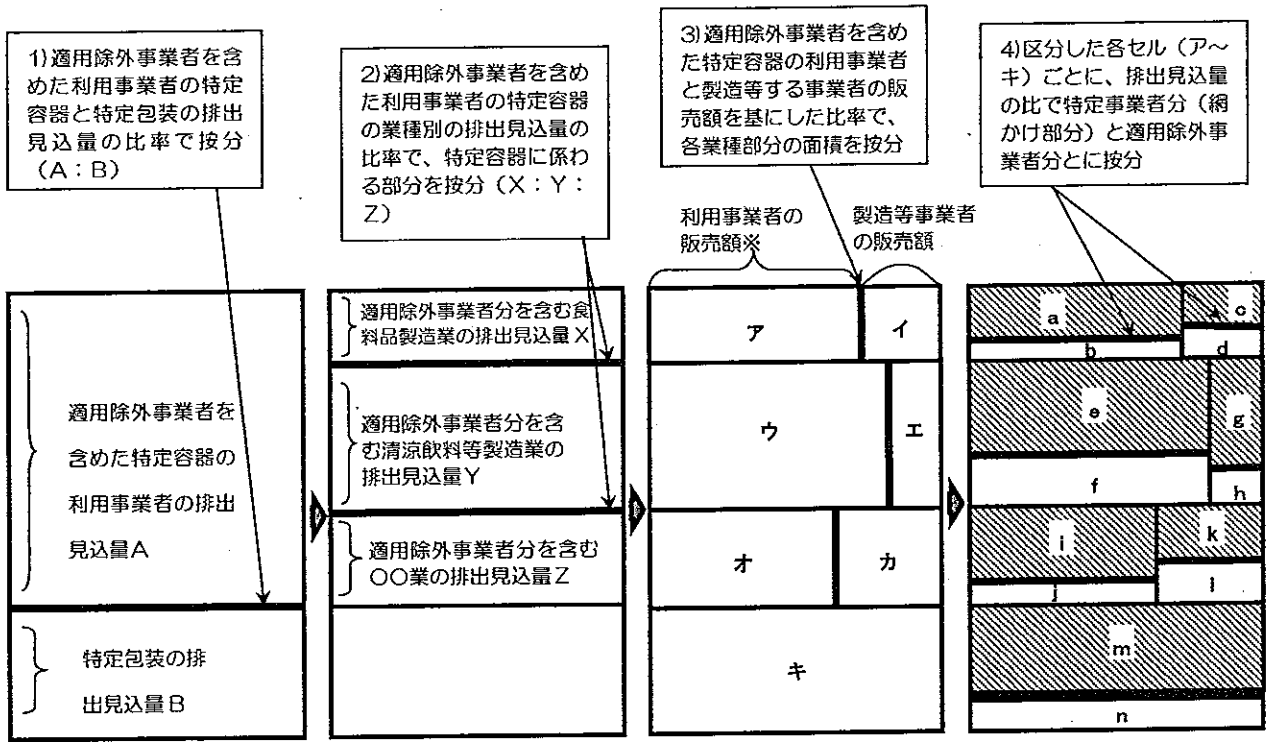 1)適用除外事業者を含
めた利用事業者の特定
容器と特定包装の排出
見込量の比率で按分
（A：B）
2)適用除外事業者を含め
た利用事業者の特定容器
の業種別の排出見込量の
比率で、特定容器に係わ
る部分を按分（X：Y：
Z）
3)適用除外事業者を含め
た特定容器の利用事業者
と製造等する事業者の販
売額を基にした比率で、
各業種部分の面積を按分
4)区分した各セル（ア～
キ）ごとに、排出見込量
の比で特定事業者分（網
かけ部分）と適用除外事
業者分とに按分
利用事業者の
販売額※
製造等事業者
の販売額
適用除外事業者を
含めた特定容器の
利用事業者の排出
見込量A
特定包装の排
出見込量B
適用除外事業者分を含む食
料品製造業の排出見込量X
適用除外事業者分を含
む清涼飲料等製造業の
排出見込量Y
適用除外事業者分を含む
〇〇業の排出見込量Z
ア
イ
ウ
エ
オ
カ
キ
a
c
b
d
e
g
f
h
i
k
j
l
m
n